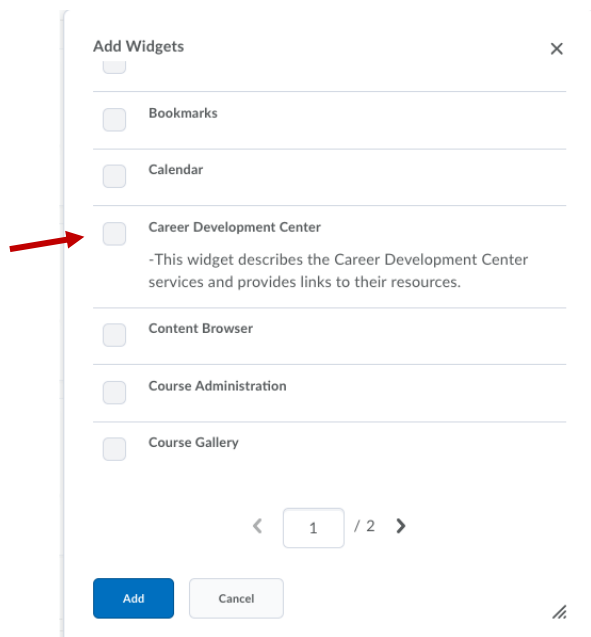 Add Widgets
Bookmarks
Calendar
Career Development Center
-This widget describes the Career Development Center
services and provides links to their resources.
Content Browser
Course Administration
Course Gallery
1 / 2
Add Cancel